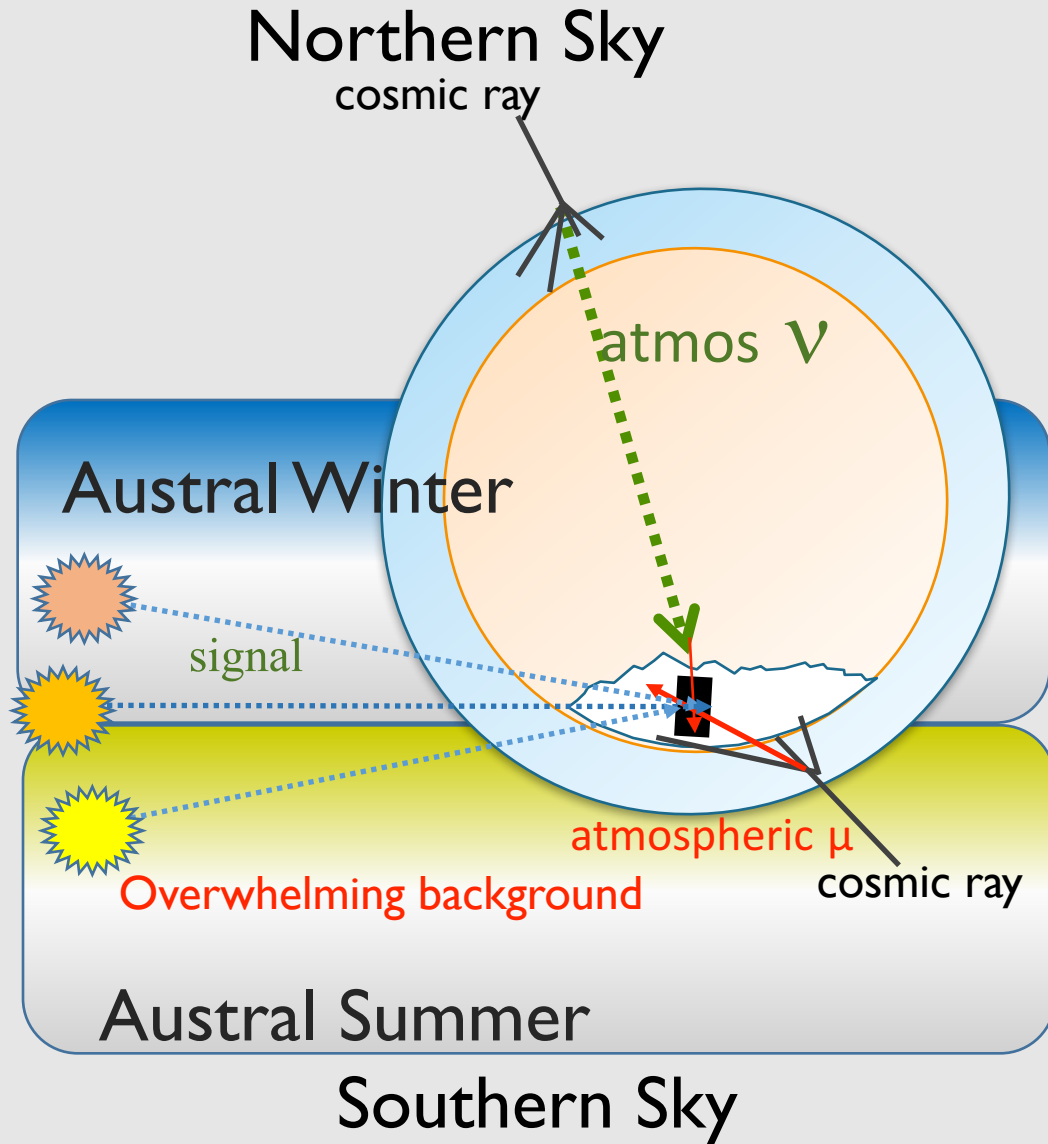 Northern Sky
cosmic ray
atmos ν
Austral Winter
signal
atmospheric μ
Overwhelming background
cosmic ray
Austral Summer
Southern Sky